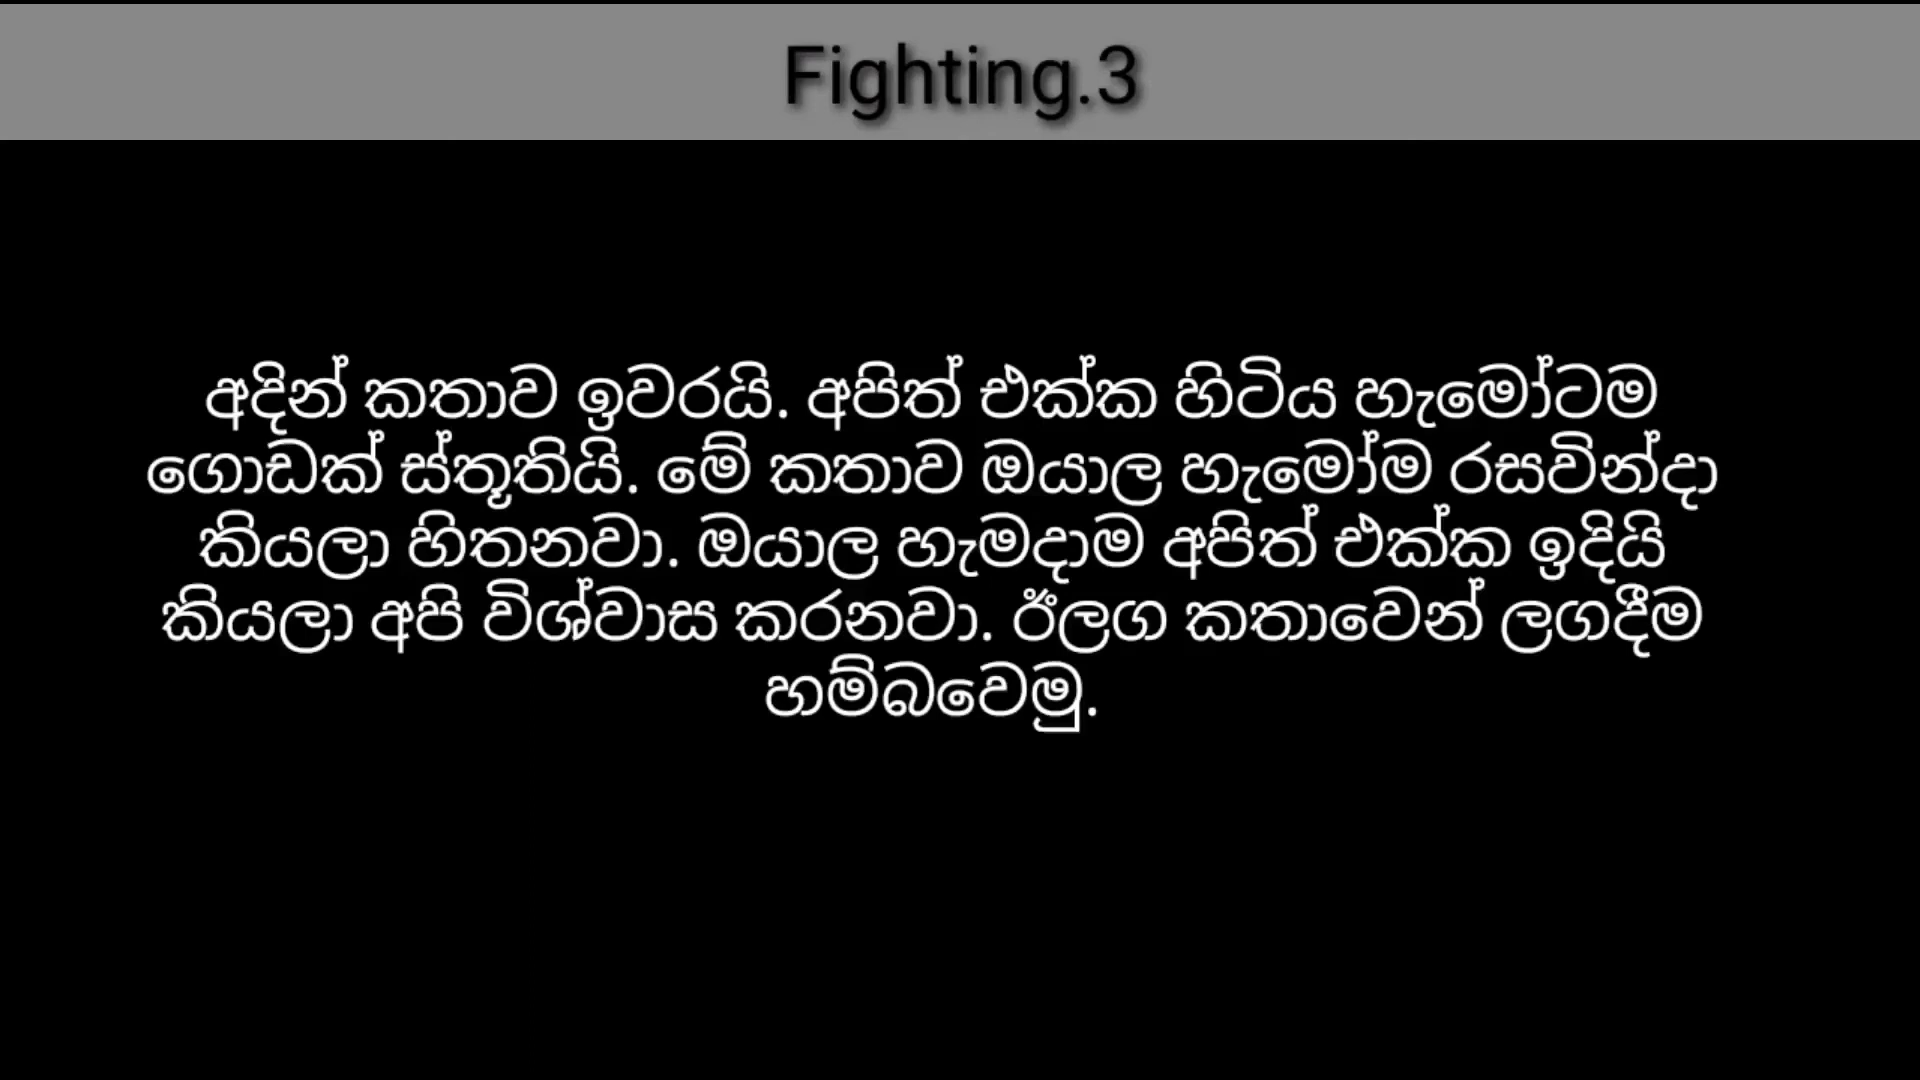 Fighting.3
අදින් කතාව ඉවරයි. අපිත් එක්ක හිටිය හැමෝටම
ගොඩක් ස්තූතියි. මේ කතාව ඔයාල හැමෝම රසවින්දා
කියලා හිතනවා. ඔයාල හැමදාම අපිත් එක්ක ඉදියි
කියලා අපි විශ්වාස කරනවා. ඊලග කතාවෙන් ලගදීම
හම්බවෙමු.